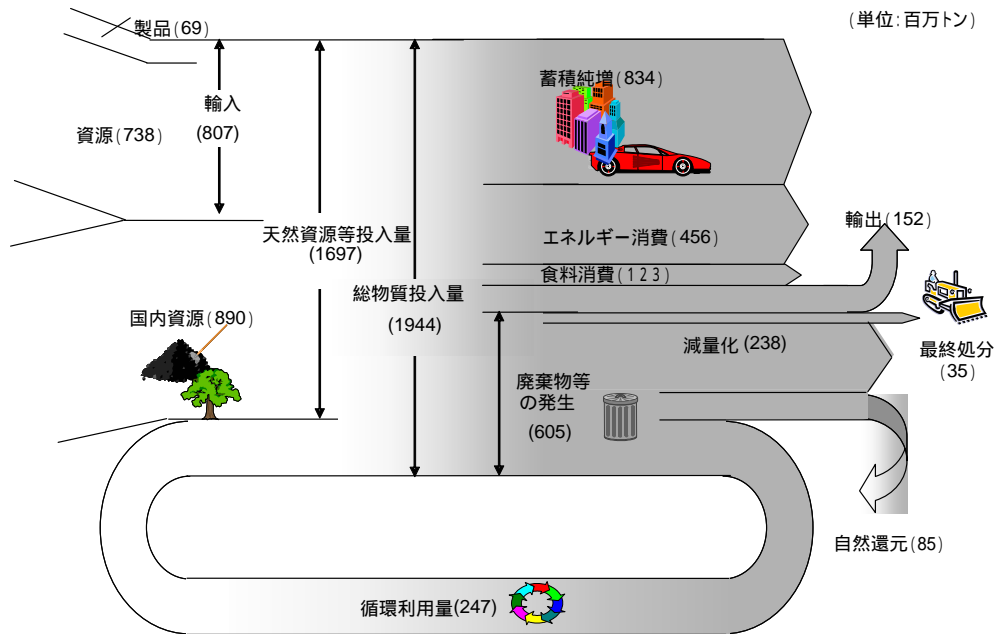 製品(69)
(単位:百万トン)
蓄積純増(834)
輸入
(807)
資源(738)
天然資源等投入量
(1697)
エネルギー消費(456)
輸出(152)
食料消費(123)
総物質投入量
(1944)
国内資源(890)
減量化(238)
最終処分
(35)
廃棄物等
の発生
(605)
自然還元(85)
循環利用量(247)